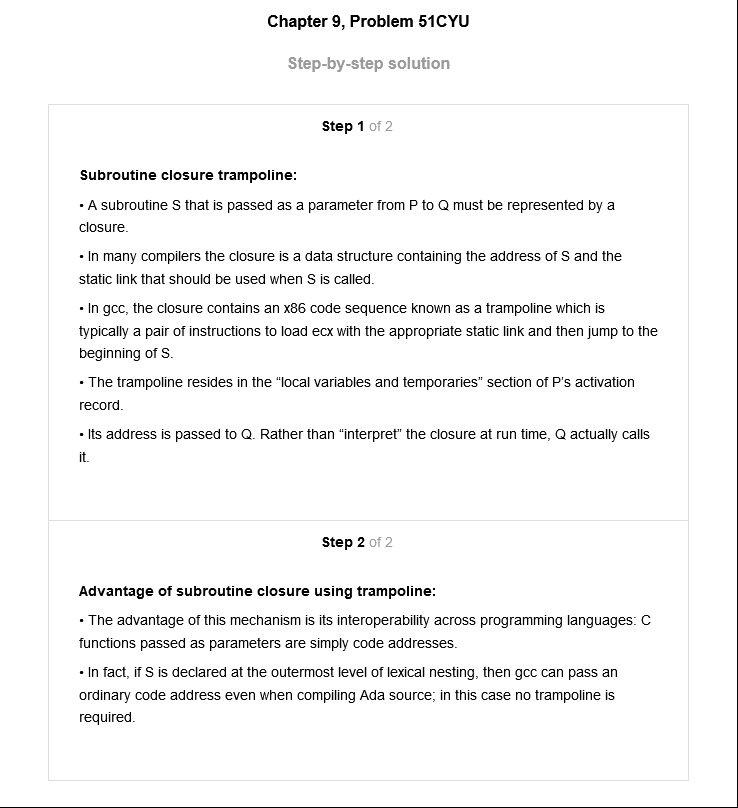 Chapter 9, Problem 51CYU
Step-by-step solution
Step 1 of 2
Subroutine closure trampoline:
• A subroutine S that is passed as a parameter from P to Q must be represented by a
closure.
• In many compilers the closure is a data structure containing the address of S and the
static link that should be used when S is called.
• In gcc, the closure contains an x86 code sequence known as a trampoline which is
typically a pair of instructions to load ecx with the appropriate static link and then jump to the
beginning of S.
• The trampoline resides in the “local variables and temporaries” section of P’s activation
record.
• Its address is passed to Q. Rather than “interpret” the closure at run time, Q actually calls
it.
Step 2 of 2
Advantage of subroutine closure using trampoline:
• The advantage of this mechanism is its interoperability across programming languages: C
functions passed as parameters are simply code addresses.
• In fact, if S is declared at the outermost level of lexical nesting, then gcc can pass an
ordinary code address even when compiling Ada source; in this case no trampoline is
required.